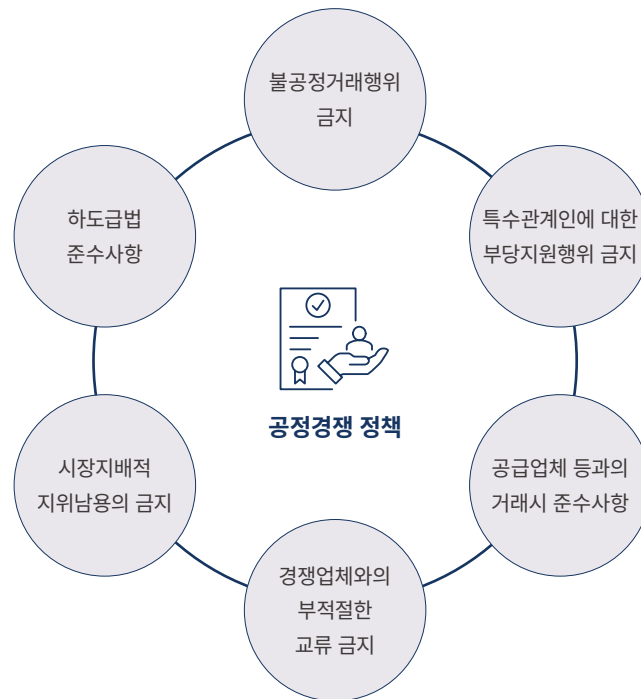 불공정거래행위
금지
특수관계인에 대한
부당지원행위 금지
공급업체 등과의
거래시 준수사항
경쟁업체와의
부적절한
교류 금지
시장지배적
지위남용의 금지
하도급법
준수사항
공정경쟁 정책